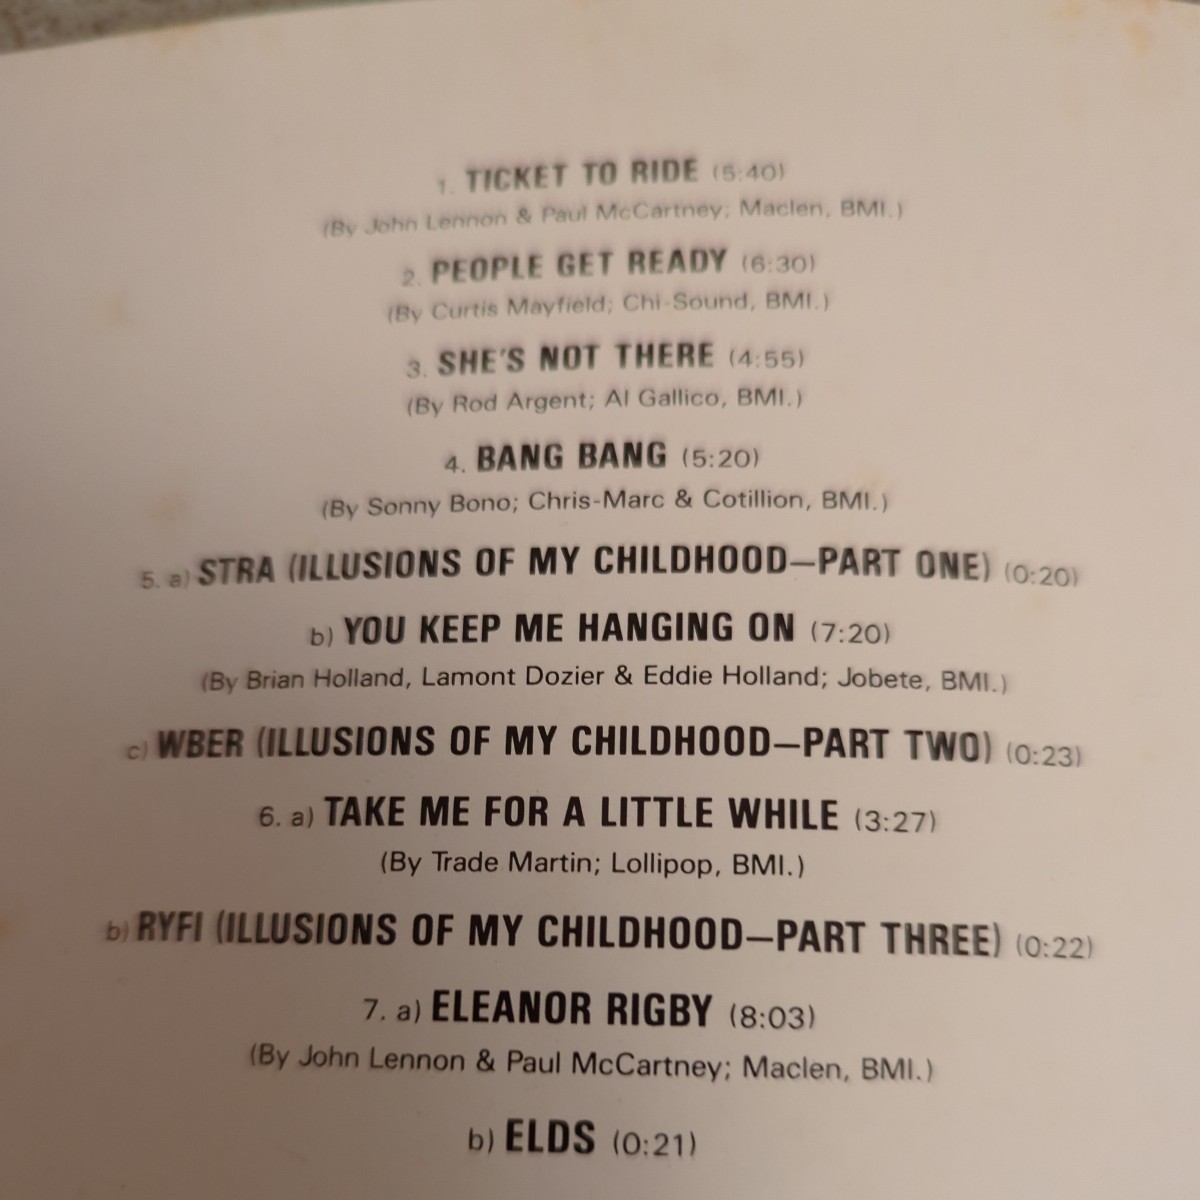 1. TICKET TO RIDE (5:40)
(By John Lennon & Paul McCartney; Maclen, BMI.)
2. PEOPLE GET READY (6:30)
(By Curtis Mayfield; Chi-Sound, BMI.)
3. SHE'S NOT THERE (4:55)
(By Rod Argent; Al Gallico, BMI.)
4. BANG BANG (5:20)
(By Sonny Bono; Chris-Marc & Cotillion, BMI.)
5. a) STRA (ILLUSIONS OF MY CHILDHOOD—PART ONE) (0:20)
b) YOU KEEP ME HANGING ON (7:20)
(By Brian Holland, Lamont Dozier & Eddie Holland; Jobete, BMI.)
c) WBER (ILLUSIONS OF MY CHILDHOOD—PART TWO) (0:23)
6. a) TAKE ME FOR A LITTLE WHILE (3:27)
(By Trade Martin; Lollipop, BMI.)
b) RYFI (ILLUSIONS OF MY CHILDHOOD—PART THREE) (0:22)
7. a) ELEANOR RIGBY (8:03)
(By John Lennon & Paul McCartney; Maclen, BMI.)
b) ELDS (0:21)